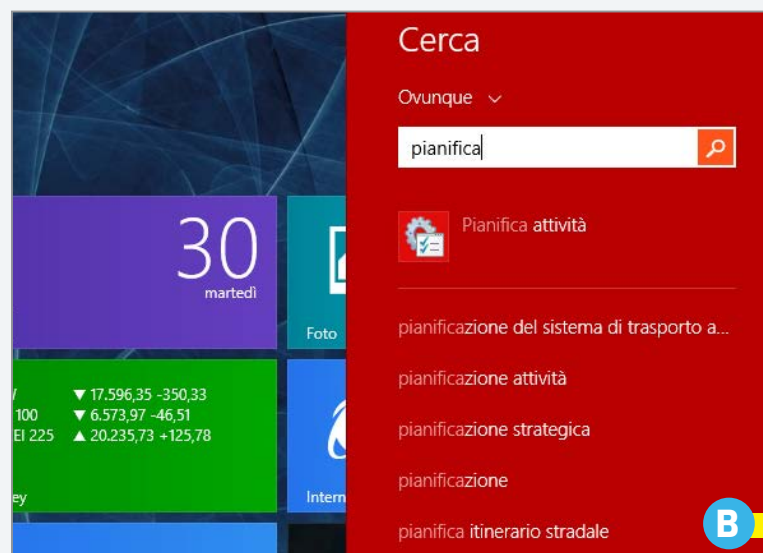 Cerca
Ovunque
pianifica
Pianifica attività
pianificazione del sistema di trasporto a...
pianificazione attività
pianificazione strategica
pianificazione
pianifica itinerario stradale
30
martedì
Foto
▼ 17.596,35 -350,33
100 ▼ 6.573,97 -46,51
EI 225 ▲ 20.235,73 +125,78
ey
Intern
B